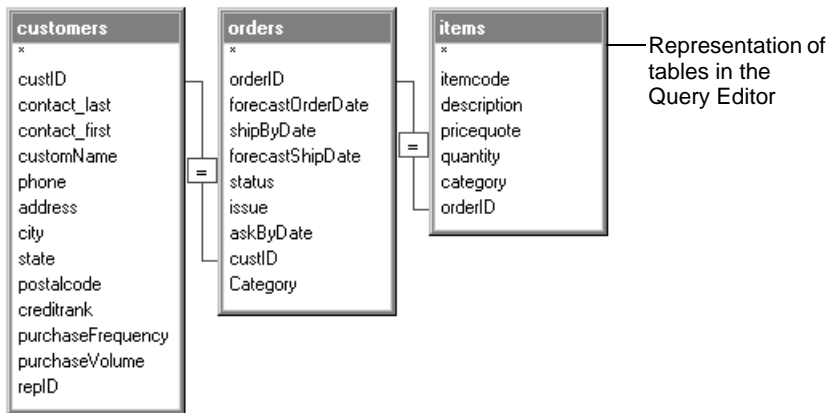 customers
*
custID
contact_last
contact_first
customName
phone
address
city
state
postalcode
creditrank
purchaseFrequency
purchaseVolume
repID
=
orders
*
orderID
forecastOrderDate
shipByDate
forecastShipDate
status
issue
askByDate
custID
Category
=
items
*
itemcode
description
pricequote
quantity
category
orderID
Representation of
tables in the
Query Editor